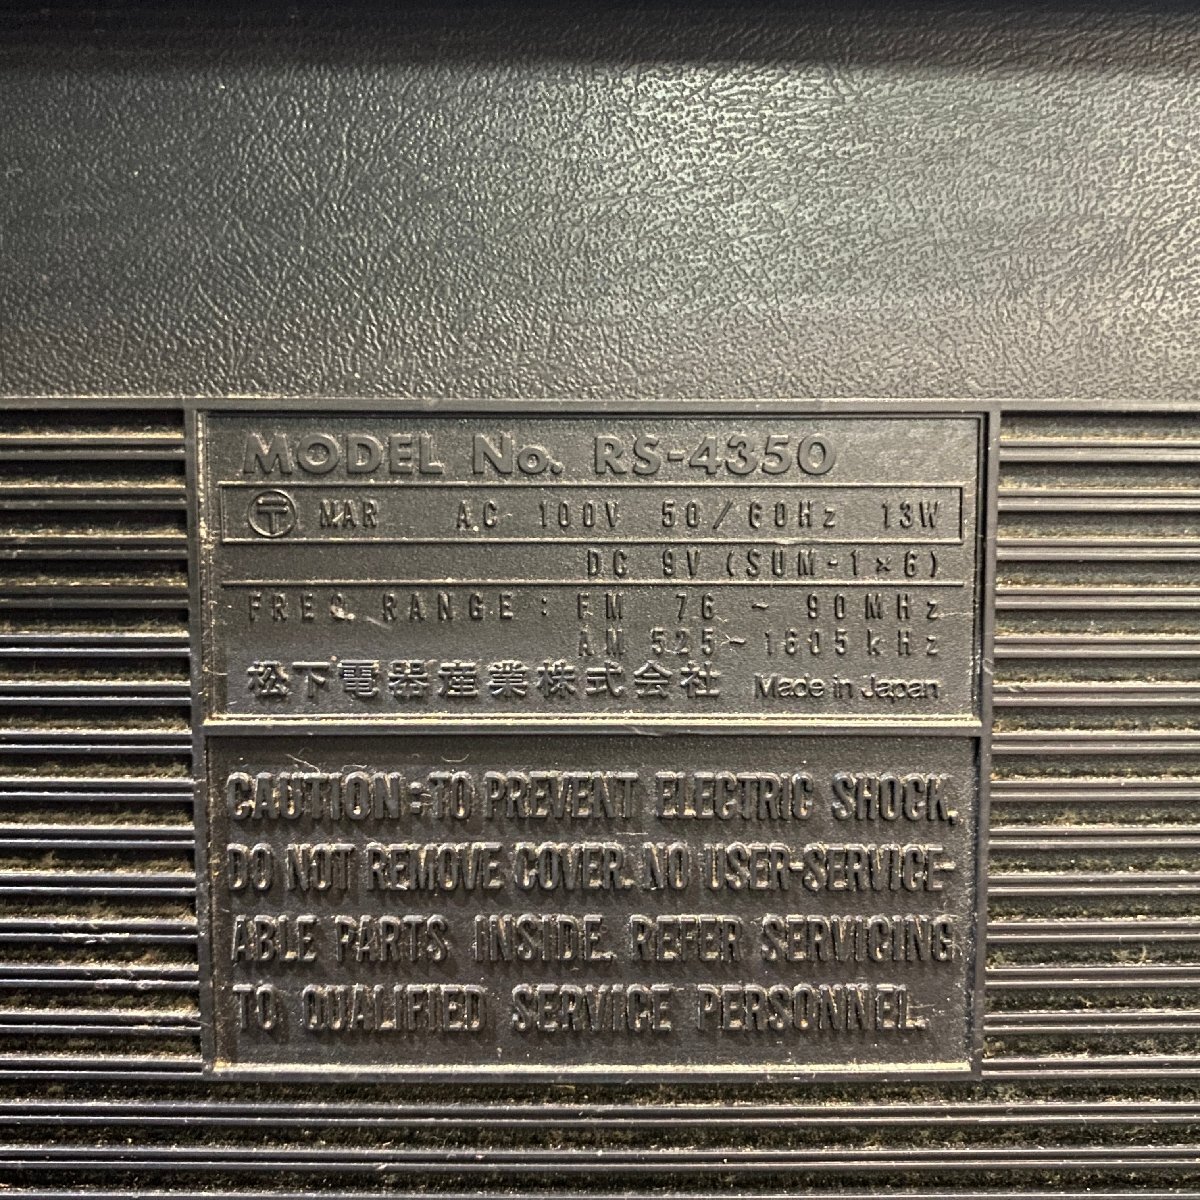 MODEL No. RS-4350
〒 MAR AC 100V 50/60Hz 13W
DC 9V (SUM-1×6)
FREQ. RANGE: FM 76 ~ 90MHz
AM 525~1605kHz
松下電器産業株式会社 Made in Japan
CAUTION: TO PREVENT ELECTRIC SHOCK,
DO NOT REMOVE COVER. NO USER-SERVICE-
ABLE PARTS INSIDE. REFER SERVICING
TO QUALIFIED SERVICE PERSONNEL.